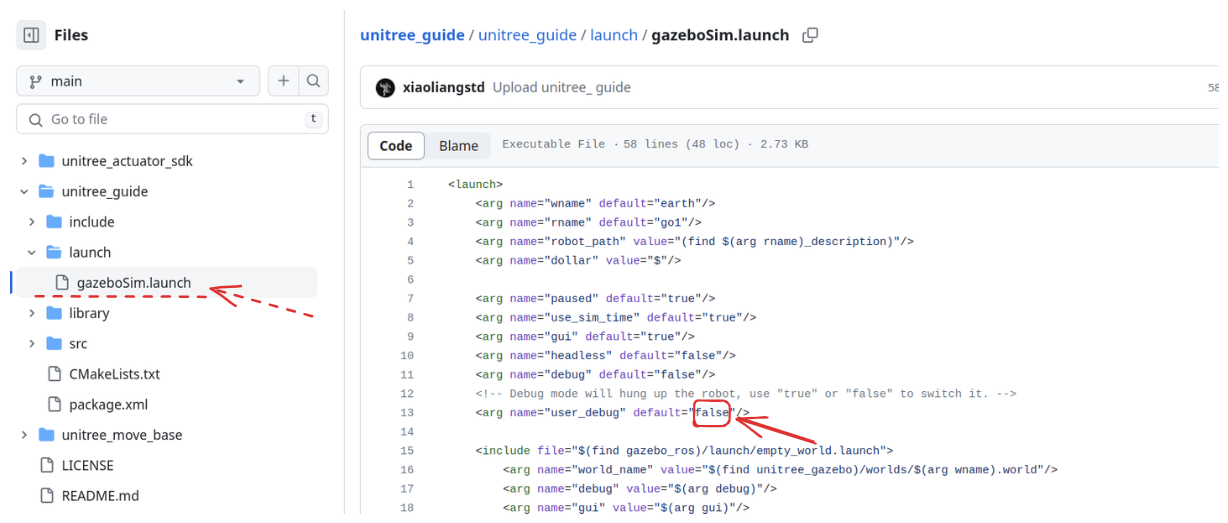 Files
main
Go to file
t
unitree_actuator_sdk
unitree_guide
include
launch
gazeboSim.launch
library
src
CMakeLists.txt
package.xml
unitree_move_base
LICENSE
README.md
unitree_guide / unitree_guide / launch / gazeboSim.launch
xiaoliangstd Upload unitree_ guide
58
Code Blame Executable File · 58 lines (48 loc) · 2.73 KB
1 <launch>
2 <arg name="wname" default="earth"/>
3 <arg name="rname" default="go1"/>
4 <arg name="robot_path" value="(find $(arg rname)_description)"/>
5 <arg name="dollar" value="$"/>
6
7 <arg name="paused" default="true"/>
8 <arg name="use_sim_time" default="true"/>
9 <arg name="gui" default="true"/>
10 <arg name="headless" default="false"/>
11 <arg name="debug" default="false"/>
12 <!-- Debug mode will hung up the robot, use "true" or "false" to switch it. -->
13 <arg name="user_debug" default="false"/>
14
15 <include file="$(find gazebo_ros)/launch/empty_world.launch">
16 <arg name="world_name" value="$(find unitree_gazebo)/worlds/$(arg wname).world"/>
17 <arg name="debug" value="$(arg debug)"/>
18 <arg name="gui" value="$(arg gui)"/>